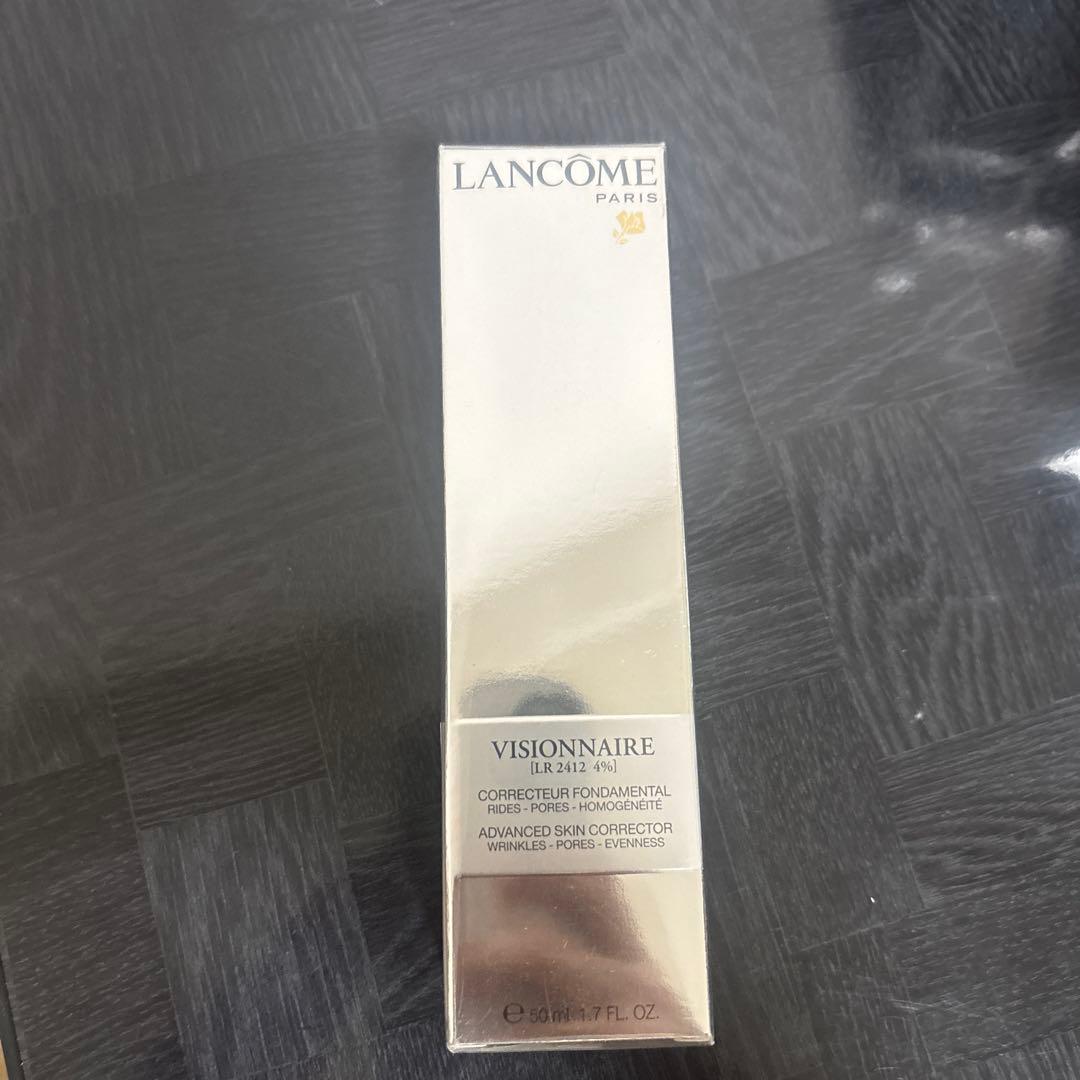 LANCÔME
PARIS
VISIONNAIRE
[LR 2412 4%]
CORRECTEUR FONDAMENTAL
RIDES - PORES - HOMOGÉNÉITÉ
ADVANCED SKIN CORRECTOR
WRINKLES - PORES - EVENNESS
℮ 50 ml 1.7 FL. OZ.